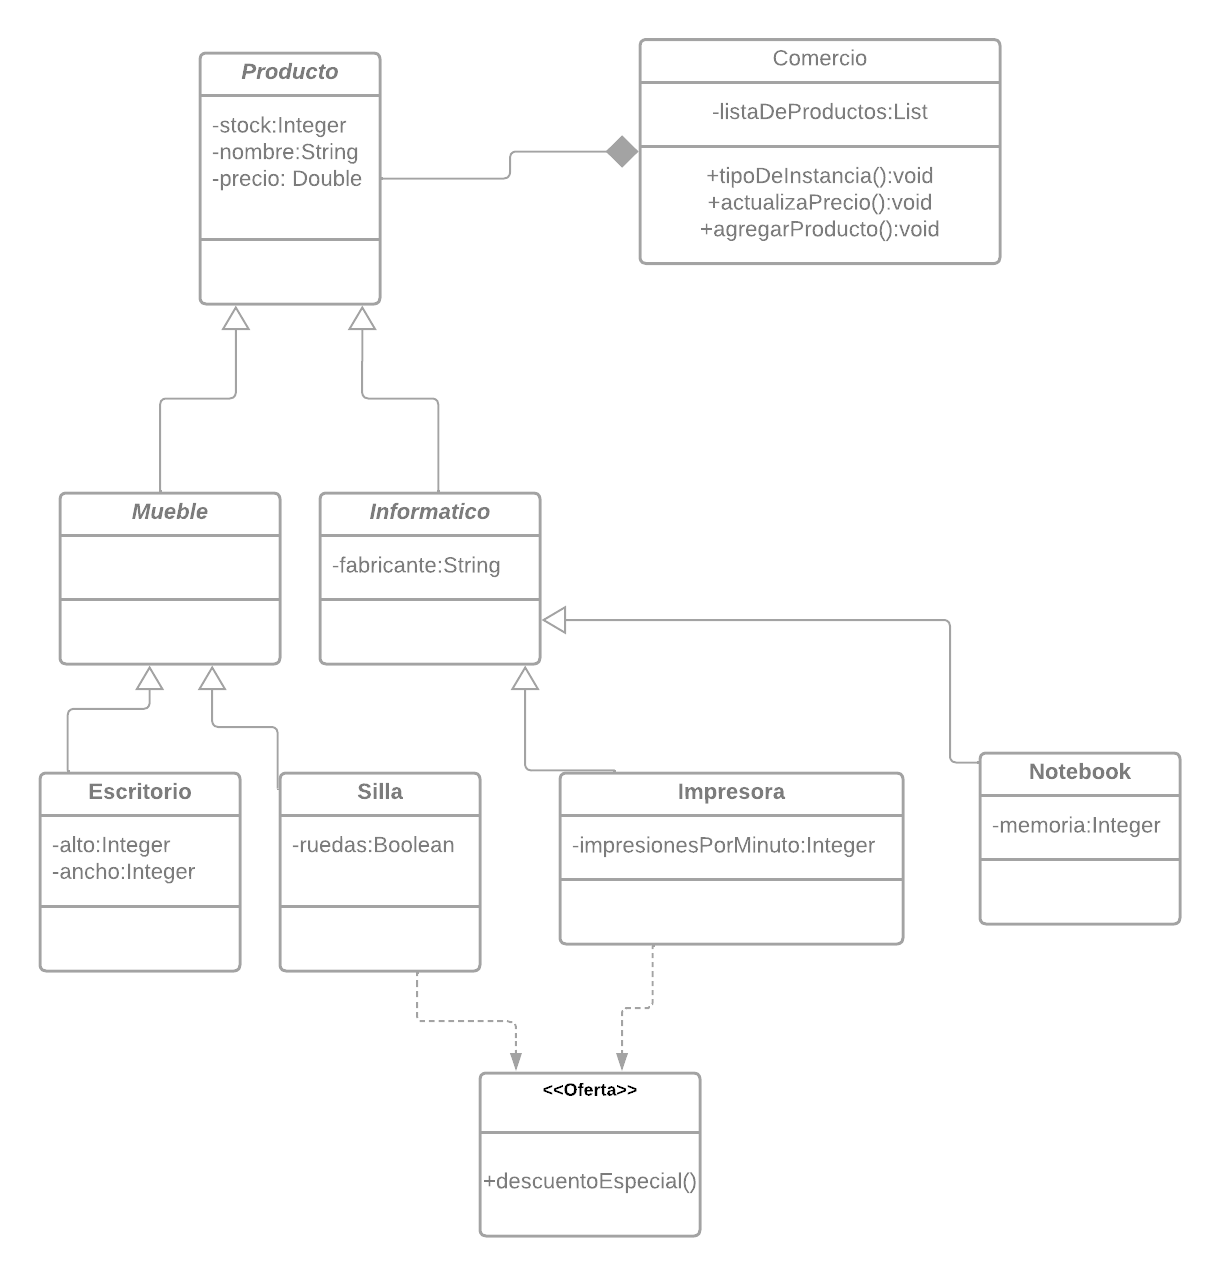 Producto
-stock:Integer
-nombre:String
-precio: Double
Comercio
-listaDeProductos:List
+tipoDeInstancia():void
+actualizaPrecio():void
+agregarProducto():void
Mueble
Informatico
-fabricante:String
Escritorio
-alto:Integer
-ancho:Integer
Silla
-ruedas:Boolean
Impresora
-impresionesPorMinuto:Integer
Notebook
-memoria:Integer
<<Oferta>>
+descuentoEspecial()